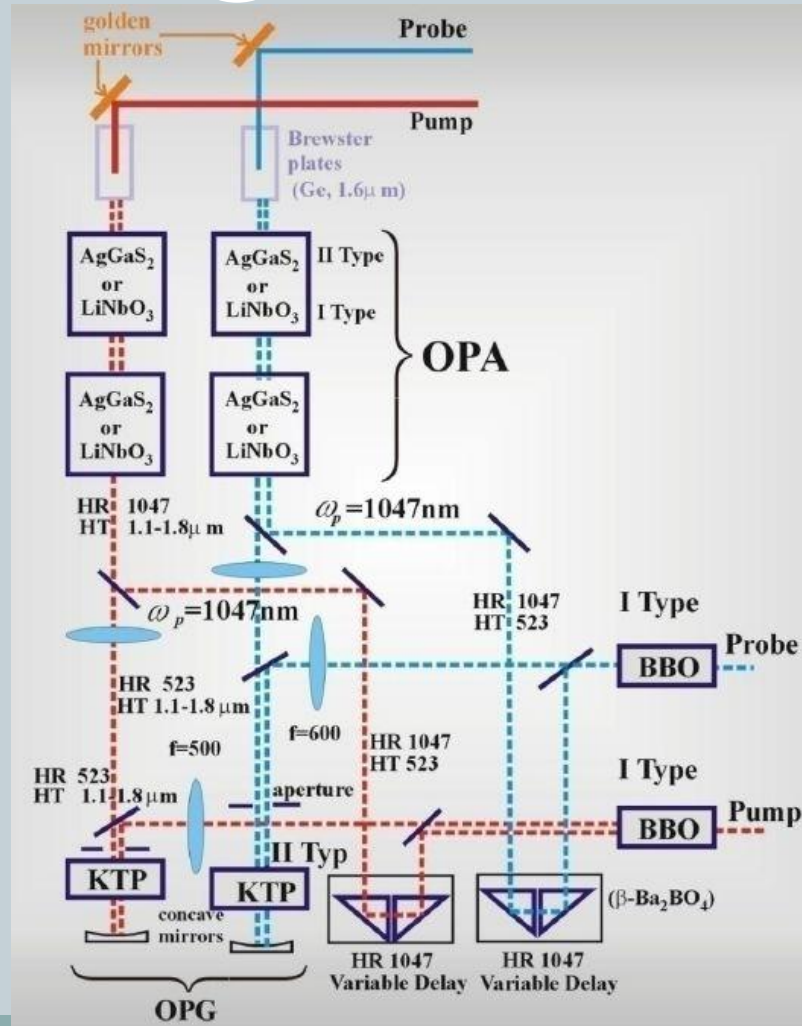 golden
mirrors
Probe
Pump
Brewster
plates
(Ge, 1.6μ m)
AgGaS₂
or
LiNbO₃
AgGaS₂
or
LiNbO₃
II Type
I Type
OPA
AgGaS₂
or
LiNbO₃
AgGaS₂
or
LiNbO₃
HR 1047
HT 1.1-1.8μ m
ωₚ=1047nm
ω ₚ=1047nm
HR 1047
HT 523
I Type
Probe
BBO
HR 523
HT 1.1-1.8 μm
f=500
f=600
HR 1047
HT 523
I Type
HR 523
HT 1.1-1.8 μm
aperture
BBO
Pump
II Typ
KTP
KTP
(β-Ba₂BO₄)
concave
mirrors
HR 1047
Variable Delay
HR 1047
Variable Delay
OPG